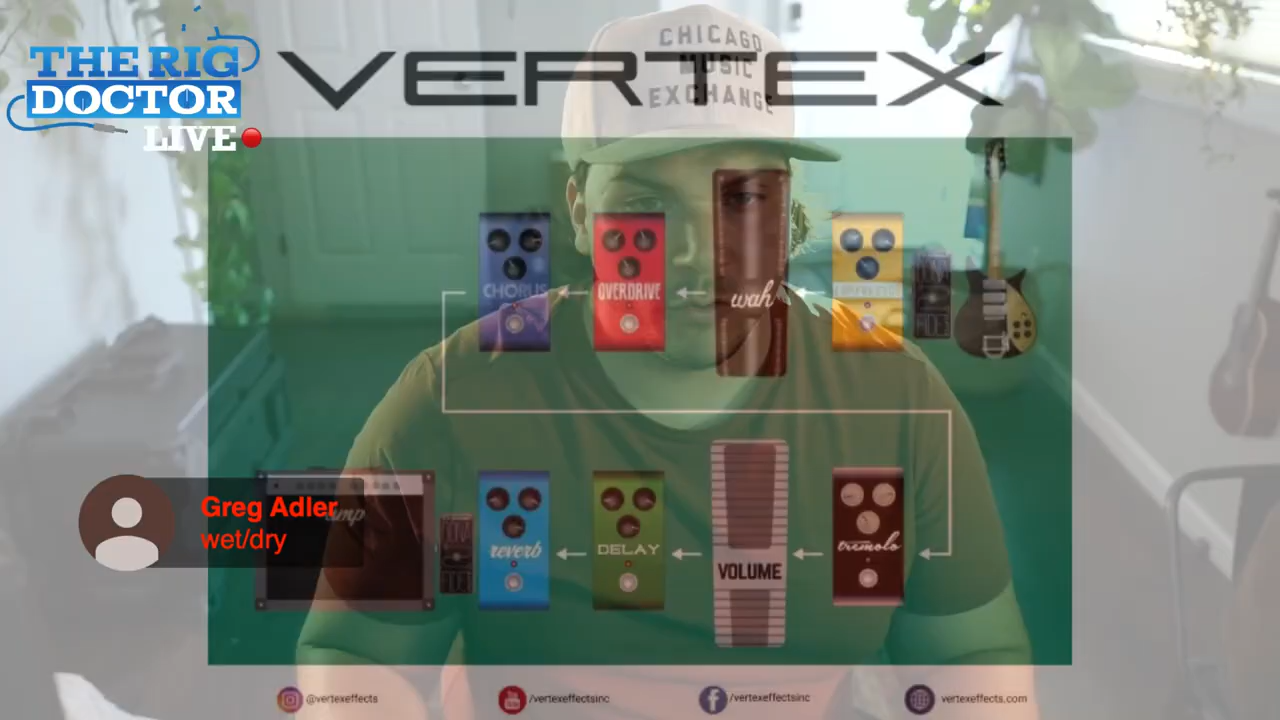 THE RIG
DOCTOR
LIVE
VERTEX
CHICAGO
MUSIC
EXCHANGE
CHORUS
OVERDRIVE
wah
Greg Adler
wet/dry
amp
reverb
DELAY
VOLUME
tremolo
@vertexeffects
/vertexeffectsinc
/vertexeffectsinc
vertexeffects.com